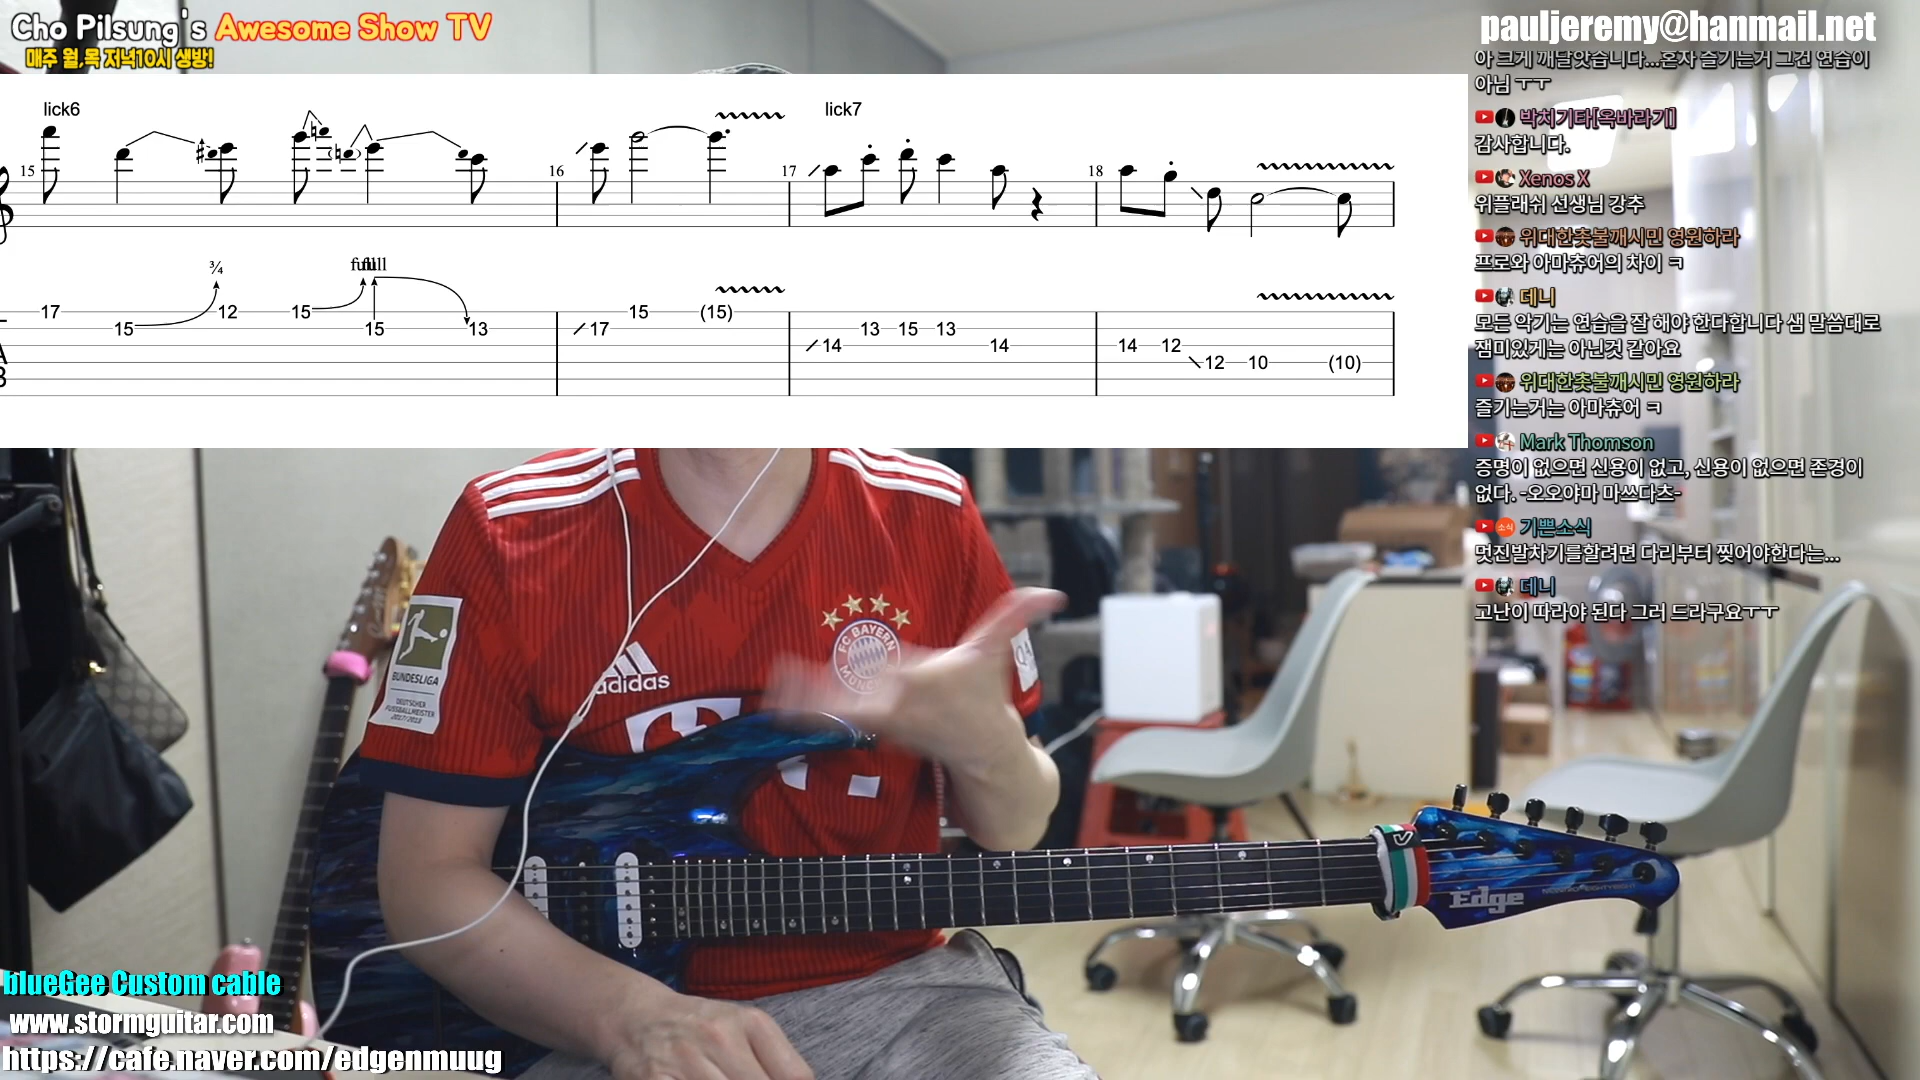 Cho Pilsung's Awesome Show TV
매주 월,목 저녁10시 생방!
lick6
lick7
15
16
17
18
¾
full
full
17
15
12
15
15
13
17
15
(15)
14
13
15
13
14
14
12
12
10
(10)
pauljeremy@hanmail.net
아 크게 깨달앗습니다...혼자 즐기는거 그건 연습이
아님 ㅜㅜ
박치기타[옥바라기]
감사합니다.
Xenos X
위플래쉬 선생님 강추
위대한촛불깨시민 영원하라
프로와 아마츄어의 차이 ㅋ
데니
모든 악기는 연습을 잘 해야 한다합니다 샘 말씀대로
잼미있게는 아닌것 같아요
위대한촛불깨시민 영원하라
즐기는거는 아마츄어 ㅋ
Mark Thomson
증명이 없으면 신용이 없고, 신용이 없으면 존경이
없다. -오오야마 마쓰다츠-
소식
기쁜소식
멋진발차기를할려면 다리부터 찢어야한다는...
데니
고난이 따라야 된다 그러 드라구요ㅜㅜ
BUNDESLIGA
DEUTSCHER
FUSSBALLMEISTER
2017/2018
adidas
FC BAYERN
MÜNCHEN
T
Edge
blueGee Custom cable
www.stormguitar.com
https://cafe.naver.com/edgenmuug